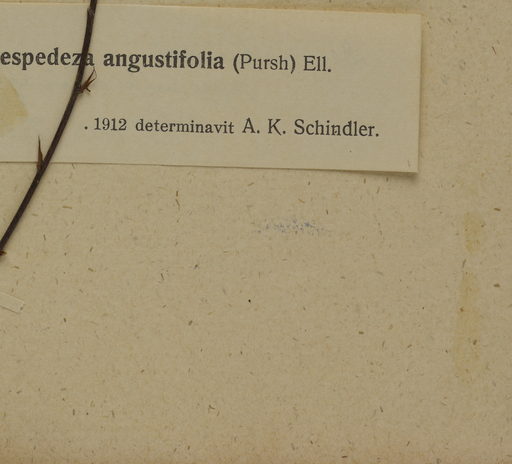 espedeza angustifolia (Pursh) Ell.
. 1912 determinavit A. K. Schindler.